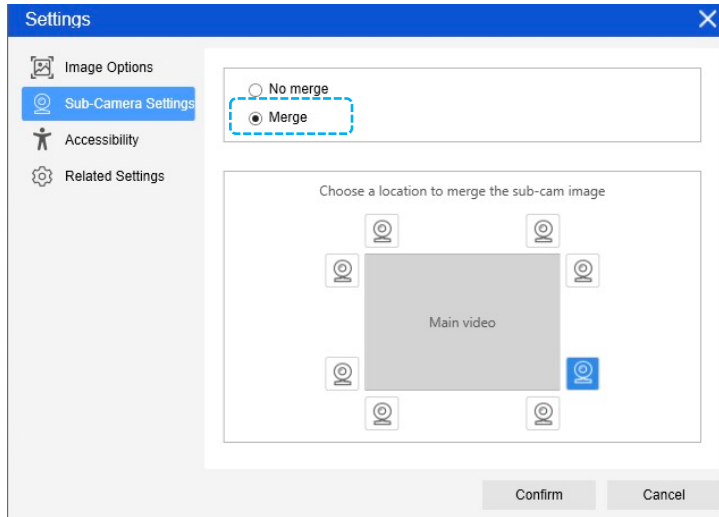 Settings
Image Options
Sub-Camera Settings
Accessibility
Related Settings
No merge
Merge
Choose a location to merge the sub-cam image
Main video
Confirm
Cancel